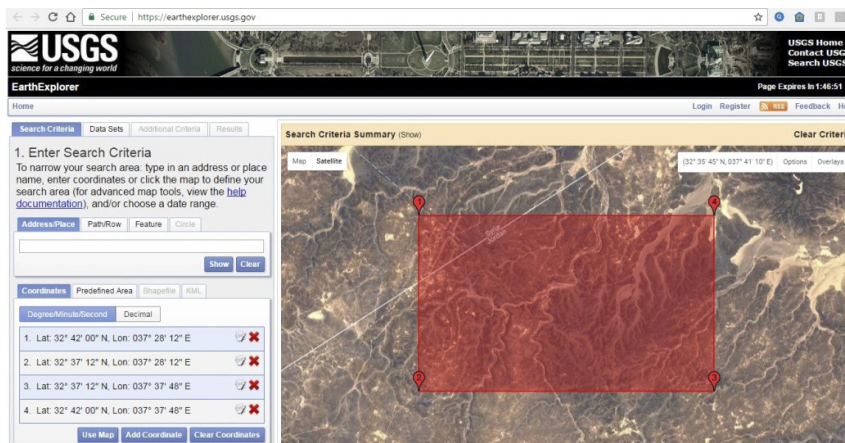 Secure https://earthexplorer.usgs.gov
USGS
science for a changing world
USGS Home
Contact USG
Search USGS
EarthExplorer
Page Expires In 1:46:51
Home
Login Register RSS Feedback He
Search Criteria Data Sets Additional Criteria Results
Search Criteria Summary (Show)
Clear Criteri
1. Enter Search Criteria
To narrow your search area: type in an address or place
name, enter coordinates or click the map to define your
search area (for advanced map tools, view the help
documentation), and/or choose a date range.
Address/Place Path/Row Feature Circle
Show Clear
Coordinates Predefined Area Shapefile KML
Degree/Minute/Second Decimal
1. Lat: 32° 42' 00" N, Lon: 037° 28' 12" E
2. Lat: 32° 37' 12" N, Lon: 037° 28' 12" E
3. Lat: 32° 37' 12" N, Lon: 037° 37' 48" E
4. Lat: 32° 42' 00" N, Lon: 037° 37' 48" E
Use Map Add Coordinate Clear Coordinates
Map Satellite
(32° 35' 45" N, 037° 41' 10" E) Options Overlays
1
4
Syria
Jordan
2
3